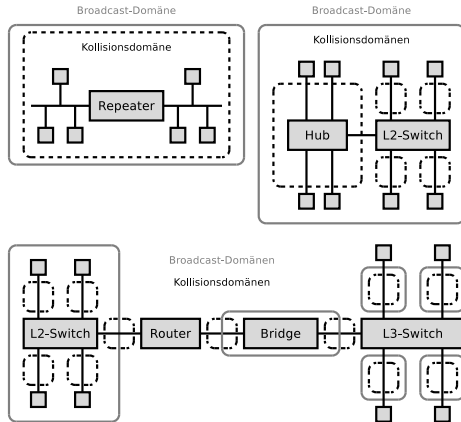 Broadcast-Domäne
Broadcast-Domäne
Kollisionsdomäne
Kollisionsdomänen
Repeater
Hub
L2-Switch
Broadcast-Domänen
Kollisionsdomänen
L2-Switch
Router
Bridge
L3-Switch